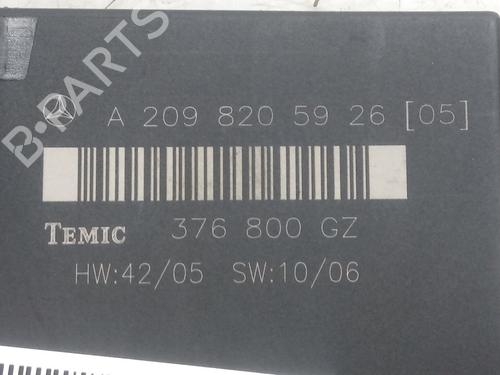 B-PARTS
A 209 820 59 26 [05]
TEMIC 376 800 GZ
HW:42/05 SW:10/06